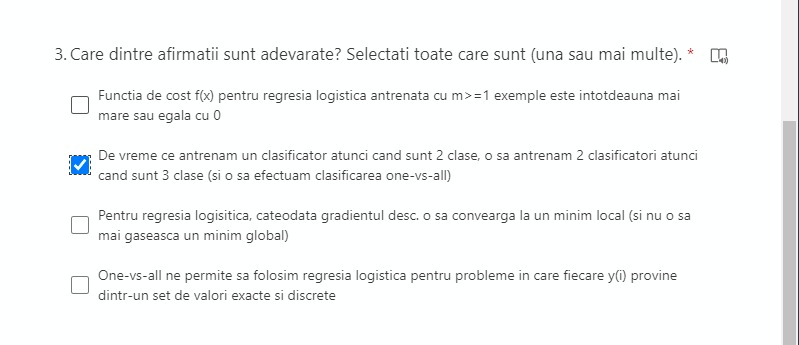 3. Care dintre afirmatii sunt adevarate? Selectati toate care sunt (una sau mai multe). *
Functia de cost f(x) pentru regresia logistica antrenata cu m>=1 exemple este intotdeauna mai
mare sau egala cu 0
De vreme ce antrenam un clasificator atunci cand sunt 2 clase, o sa antrenam 2 clasificatori atunci
cand sunt 3 clase (si o sa efectuam clasificarea one-vs-all)
Pentru regresia logisitica, cateodata gradientul desc. o sa convearga la un minim local (si nu o sa
mai gaseasca un minim global)
One-vs-all ne permite sa folosim regresia logistica pentru probleme in care fiecare y(i) provine
dintr-un set de valori exacte si discrete